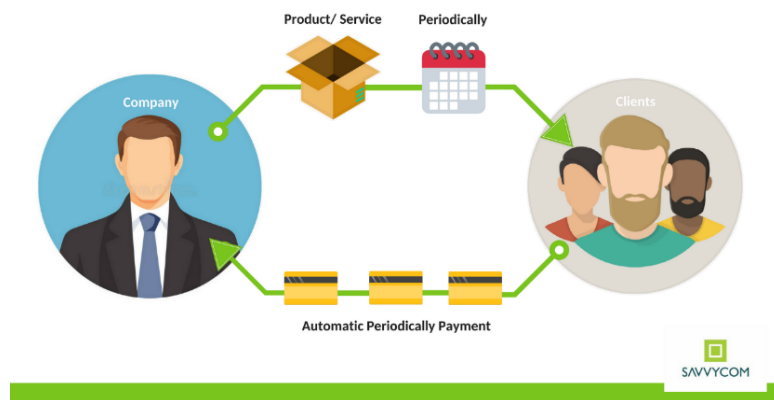 Product/ Service
Periodically
Company
Clients
Automatic Periodically Payment
SAVVYCOM